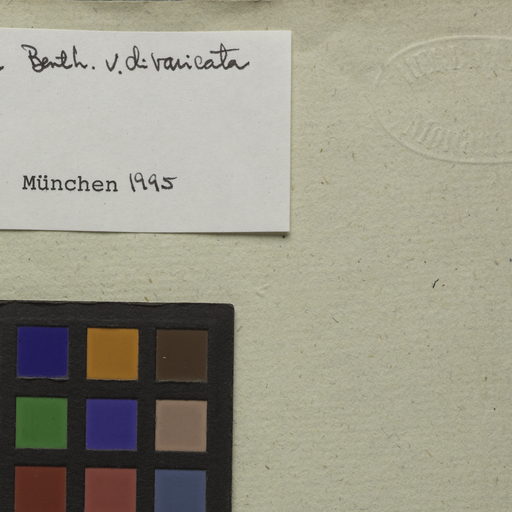 Benth. v. divaricata
München 1995